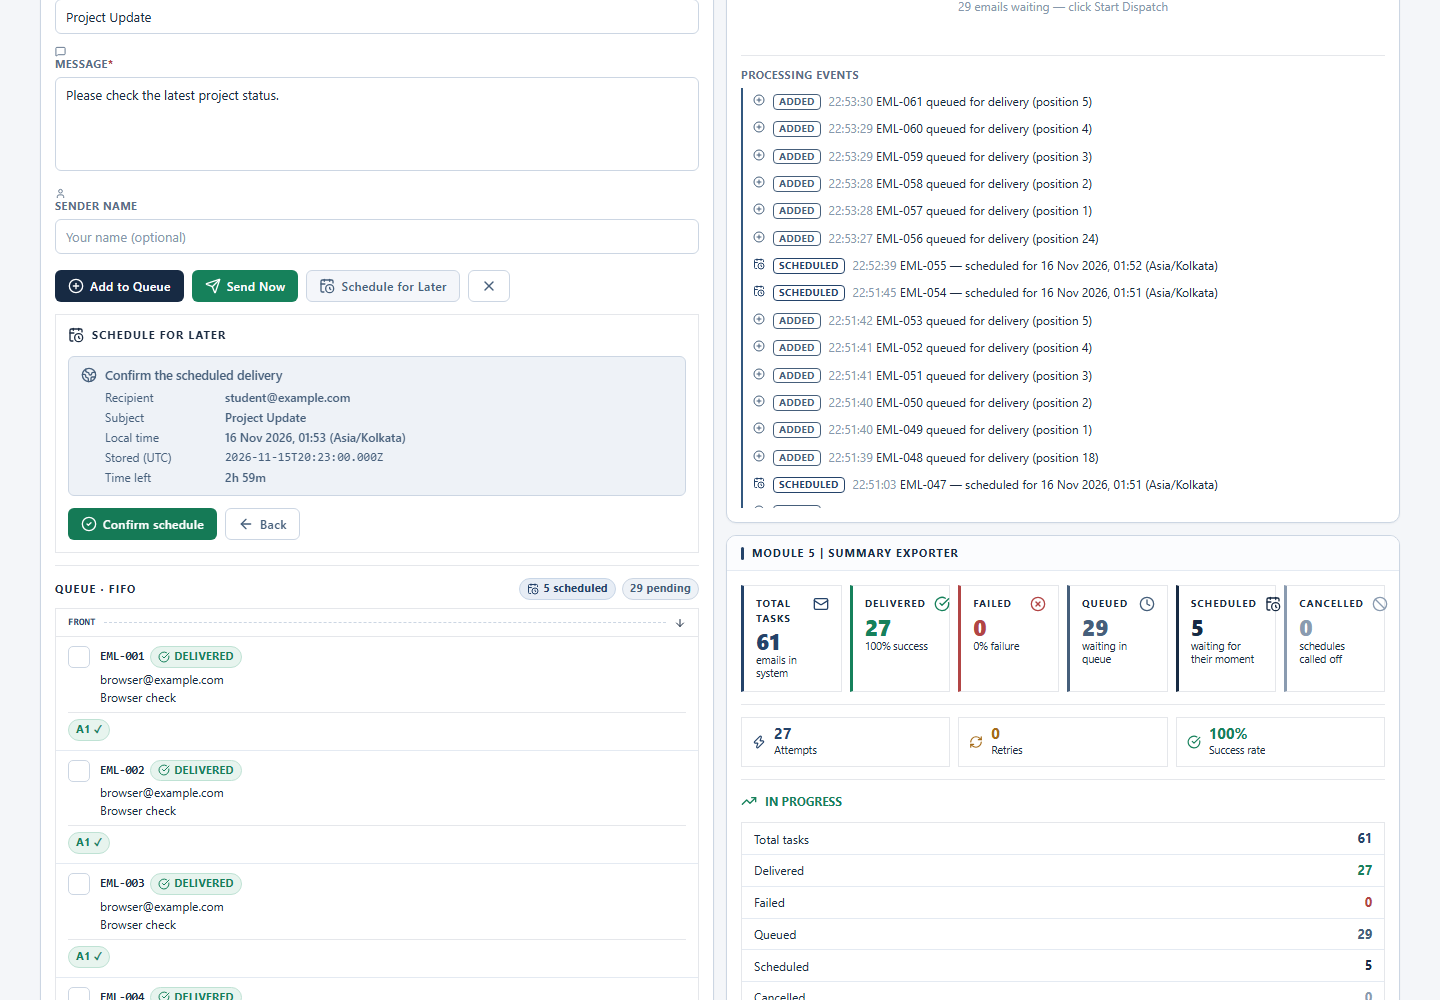 Project Update
MESSAGE*
Please check the latest project status.
SENDER NAME
Your name (optional)
Add to Queue
Send Now
Schedule for Later
SCHEDULE FOR LATER
Confirm the scheduled delivery
Recipient student@example.com
Subject Project Update
Local time 16 Nov 2026, 01:53 (Asia/Kolkata)
Stored (UTC) 2026-11-15T20:23:00.000Z
Time left 2h 59m
Confirm schedule
Back
QUEUE · FIFO
5 scheduled
29 pending
FRONT
EML-001 DELIVERED
browser@example.com
Browser check
A1 ✓
EML-002 DELIVERED
browser@example.com
Browser check
A1 ✓
EML-003 DELIVERED
browser@example.com
Browser check
A1 ✓
EML-004 DELIVERED
29 emails waiting — click Start Dispatch
PROCESSING EVENTS
ADDED 22:53:30 EML-061 queued for delivery (position 5)
ADDED 22:53:29 EML-060 queued for delivery (position 4)
ADDED 22:53:29 EML-059 queued for delivery (position 3)
ADDED 22:53:28 EML-058 queued for delivery (position 2)
ADDED 22:53:28 EML-057 queued for delivery (position 1)
ADDED 22:53:27 EML-056 queued for delivery (position 24)
SCHEDULED 22:52:39 EML-055 — scheduled for 16 Nov 2026, 01:52 (Asia/Kolkata)
SCHEDULED 22:51:45 EML-054 — scheduled for 16 Nov 2026, 01:51 (Asia/Kolkata)
ADDED 22:51:42 EML-053 queued for delivery (position 5)
ADDED 22:51:41 EML-052 queued for delivery (position 4)
ADDED 22:51:41 EML-051 queued for delivery (position 3)
ADDED 22:51:40 EML-050 queued for delivery (position 2)
ADDED 22:51:40 EML-049 queued for delivery (position 1)
ADDED 22:51:39 EML-048 queued for delivery (position 18)
SCHEDULED 22:51:03 EML-047 — scheduled for 16 Nov 2026, 01:51 (Asia/Kolkata)
MODULE 5 | SUMMARY EXPORTER
TOTAL
TASKS
61
emails in
system
DELIVERED
27
100% success
FAILED
0
0% failure
QUEUED
29
waiting in
queue
SCHEDULED
5
waiting for
their moment
CANCELLED
0
schedules
called off
27
Attempts
0
Retries
100%
Success rate
IN PROGRESS
Total tasks 61
Delivered 27
Failed 0
Queued 29
Scheduled 5
Cancelled 0